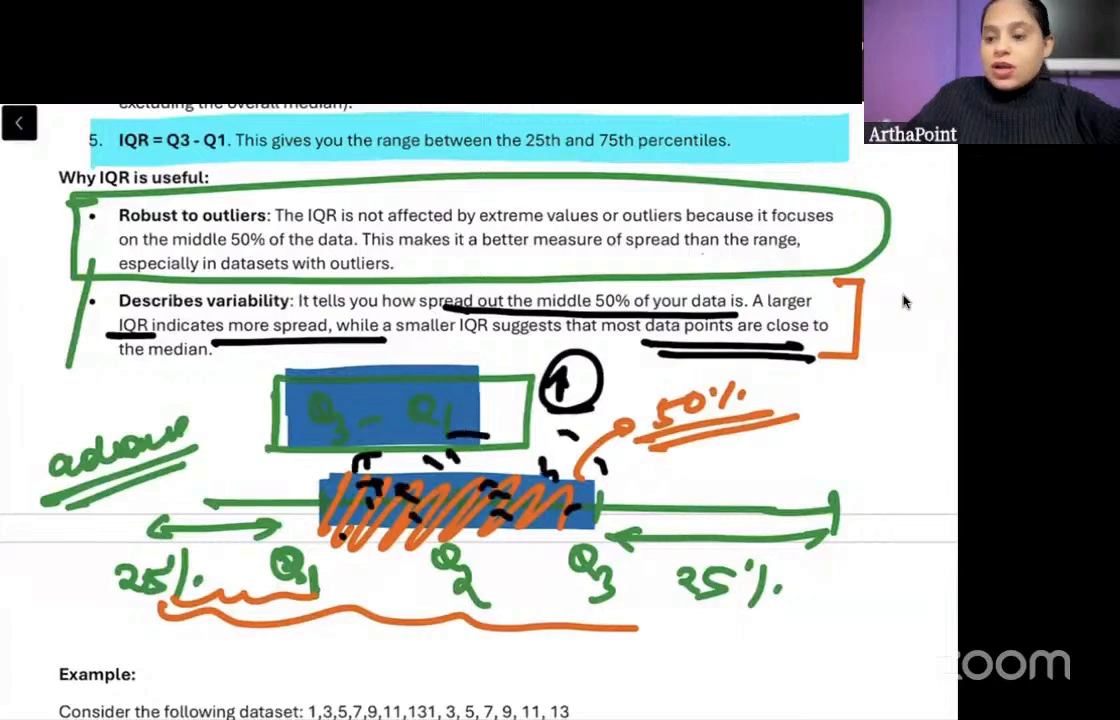 excluding the overall median).
ArthaPoint
5. IQR = Q3 - Q1. This gives you the range between the 25th and 75th percentiles.
Why IQR is useful:
• Robust to outliers: The IQR is not affected by extreme values or outliers because it focuses
on the middle 50% of the data. This makes it a better measure of spread than the range,
especially in datasets with outliers.
• Describes variability: It tells you how spread out the middle 50% of your data is. A larger
IQR indicates more spread, while a smaller IQR suggests that most data points are close to
the median.
Q3 - Q1
50%
25% Q1 Q2 Q3 25%
zoom
Example:
Consider the following dataset: 1,3,5,7,9,11,131, 3, 5, 7, 9, 11, 13